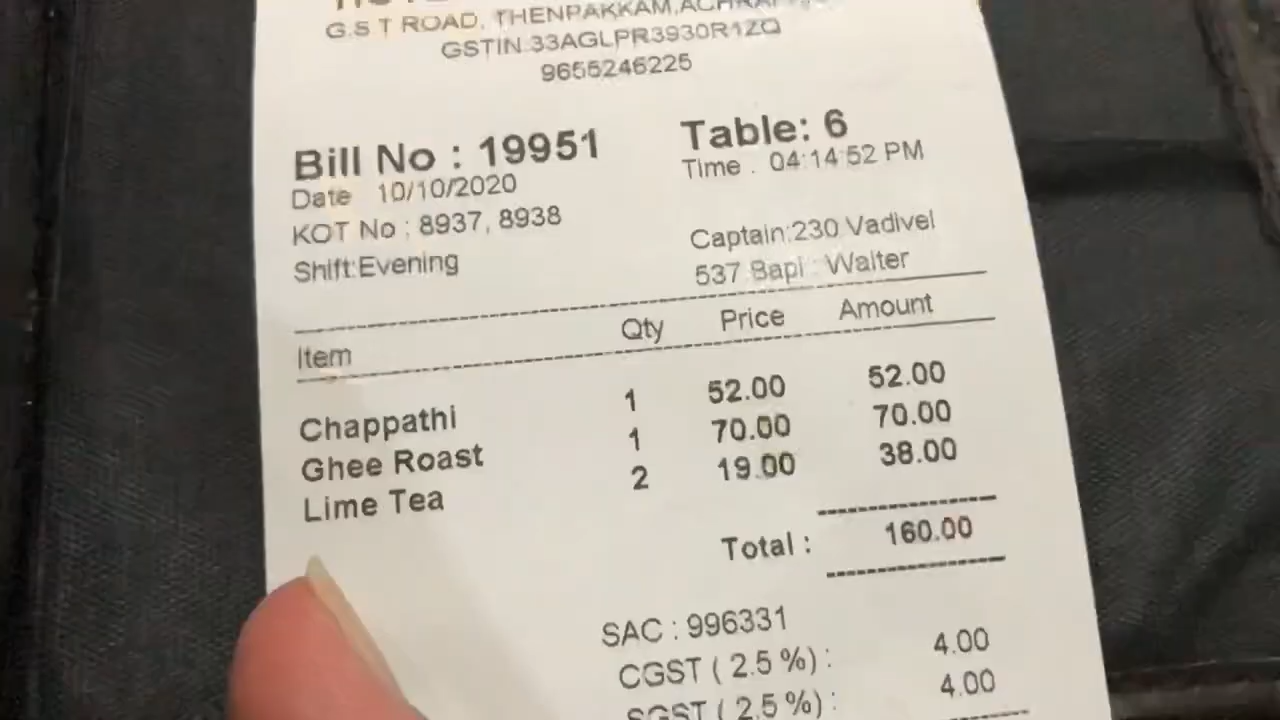 G.S T ROAD, THENPAKKAM,
GSTIN:33AGLPR3930R1ZQ
9655246225
Bill No : 19951 Table: 6
Date 10/10/2020 Time : 04:14:52 PM
KOT No : 8937, 8938 Captain:230 Vadivel
Shift:Evening 537 Bapi : Waiter
Item Qty Price Amount
Chappathi 1 52.00 52.00
Ghee Roast 1 70.00 70.00
Lime Tea 2 19.00 38.00
Total : 160.00
SAC : 996331
CGST ( 2.5 %) : 4.00
SGST ( 2.5 %) : 4.00